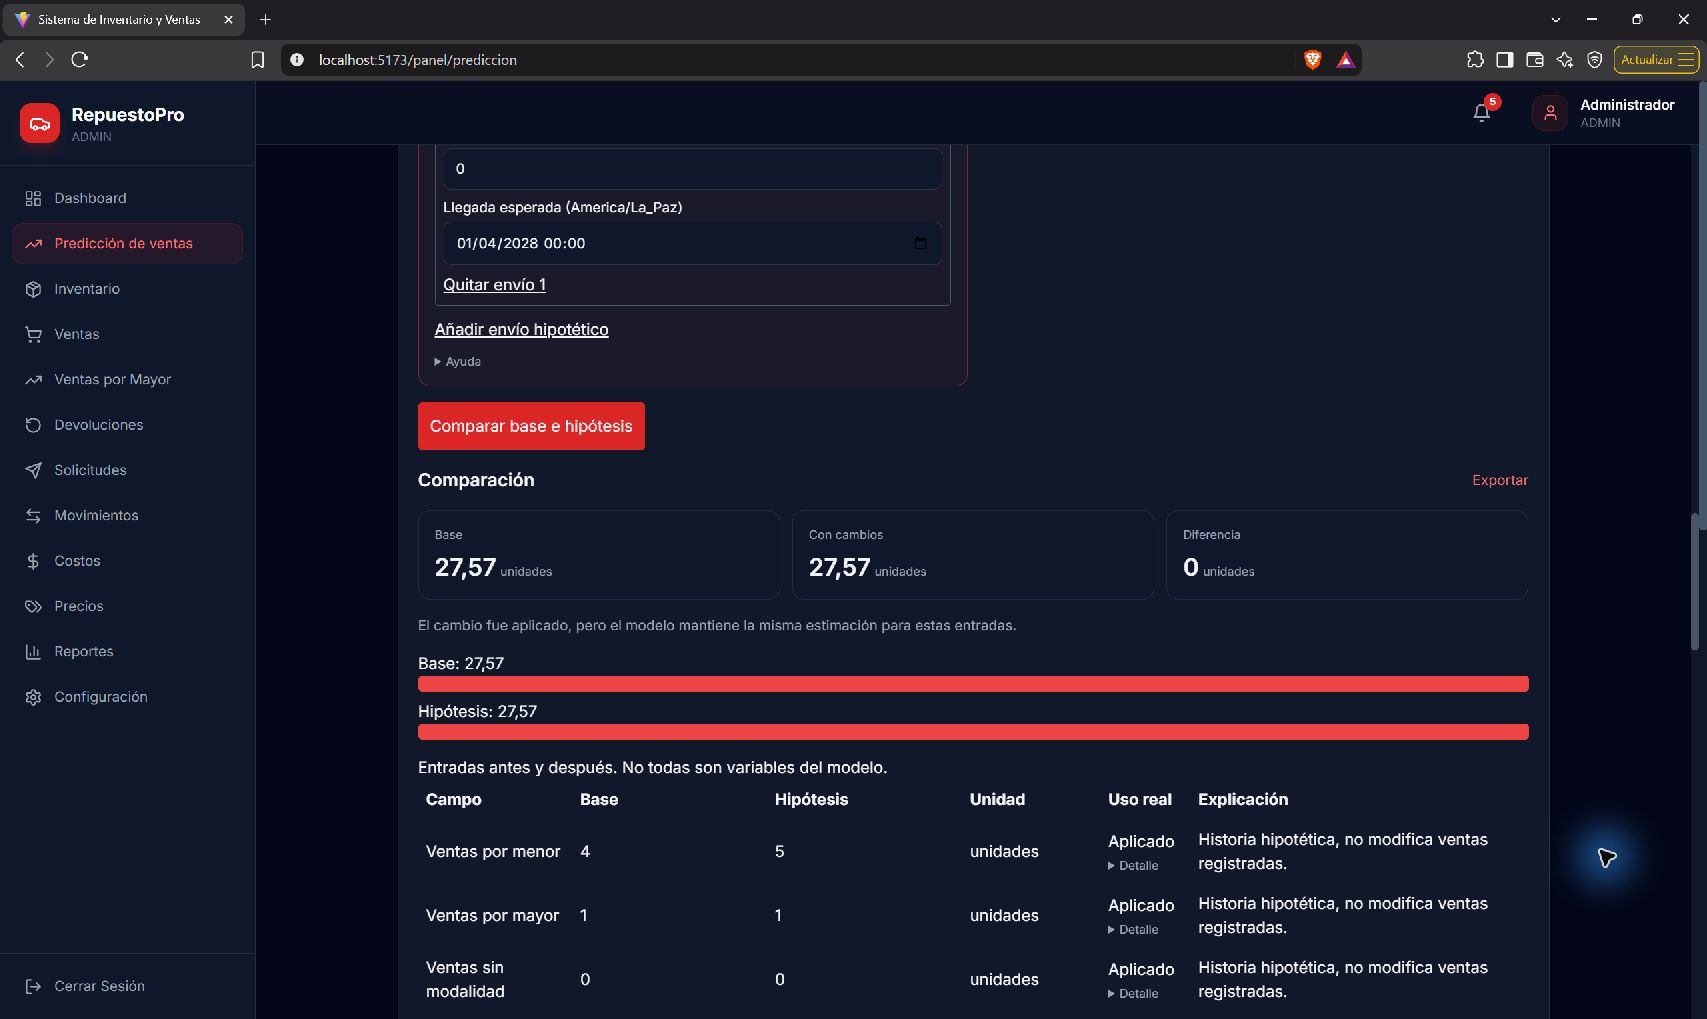 Sistema de Inventario y Ventas
localhost:5173/panel/prediccion
Actualizar
RepuestoPro
ADMIN
5
Administrador
ADMIN
Dashboard
Predicción de ventas
Inventario
Ventas
Ventas por Mayor
Devoluciones
Solicitudes
Movimientos
Costos
Precios
Reportes
Configuración
Cerrar Sesión
0
Llegada esperada (America/La_Paz)
01/04/2028 00:00
Quitar envío 1
Añadir envío hipotético
Ayuda
Comparar base e hipótesis
Comparación
Exportar
Base
27,57 unidades
Con cambios
27,57 unidades
Diferencia
0 unidades
El cambio fue aplicado, pero el modelo mantiene la misma estimación para estas entradas.
Base: 27,57
Hipótesis: 27,57
Entradas antes y después. No todas son variables del modelo.
Campo Base Hipótesis Unidad Uso real Explicación
Ventas por menor 4 5 unidades Aplicado
Detalle
Historia hipotética, no modifica ventas
registradas.
Ventas por mayor 1 1 unidades Aplicado
Detalle
Historia hipotética, no modifica ventas
registradas.
Ventas sin
modalidad
0 0 unidades Aplicado
Detalle
Historia hipotética, no modifica ventas
registradas.